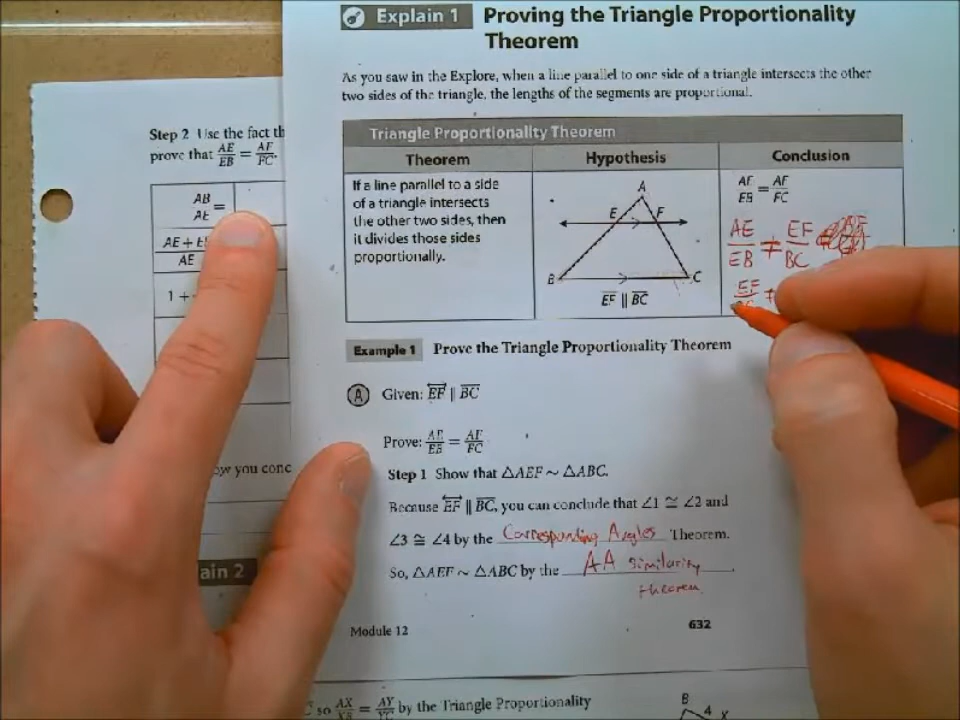 Explain 1 Proving the Triangle Proportionality
Theorem
As you saw in the Explore, when a line parallel to one side of a triangle intersects the other
two sides of the triangle, the lengths of the segments are proportional.
Triangle Proportionality Theorem
Theorem Hypothesis Conclusion
If a line parallel to a side
of a triangle intersects
the other two sides, then
it divides those sides
proportionally.
A
E F
B C
EF ∥ BC
AE/EB = AF/FC
AE/EB ≠ EF/BC
EF
Example 1 Prove the Triangle Proportionality Theorem
A Given: EF ∥ BC
Prove: AE/EB = AF/FC
Step 1 Show that △AEF ~ △ABC.
Because EF ∥ BC, you can conclude that ∠1 ≅ ∠2 and
∠3 ≅ ∠4 by the Corresponding Angles Theorem.
So, △AEF ~ △ABC by the AA similarity
theorem.
Module 12 632
Step 2 Use the fact th
prove that AE/EB = AF/FC.
AB/AE =
AE + E
AE
1 +
ow you conc
ain 2
so AX = AY by the Triangle Proportionality
B
4
X